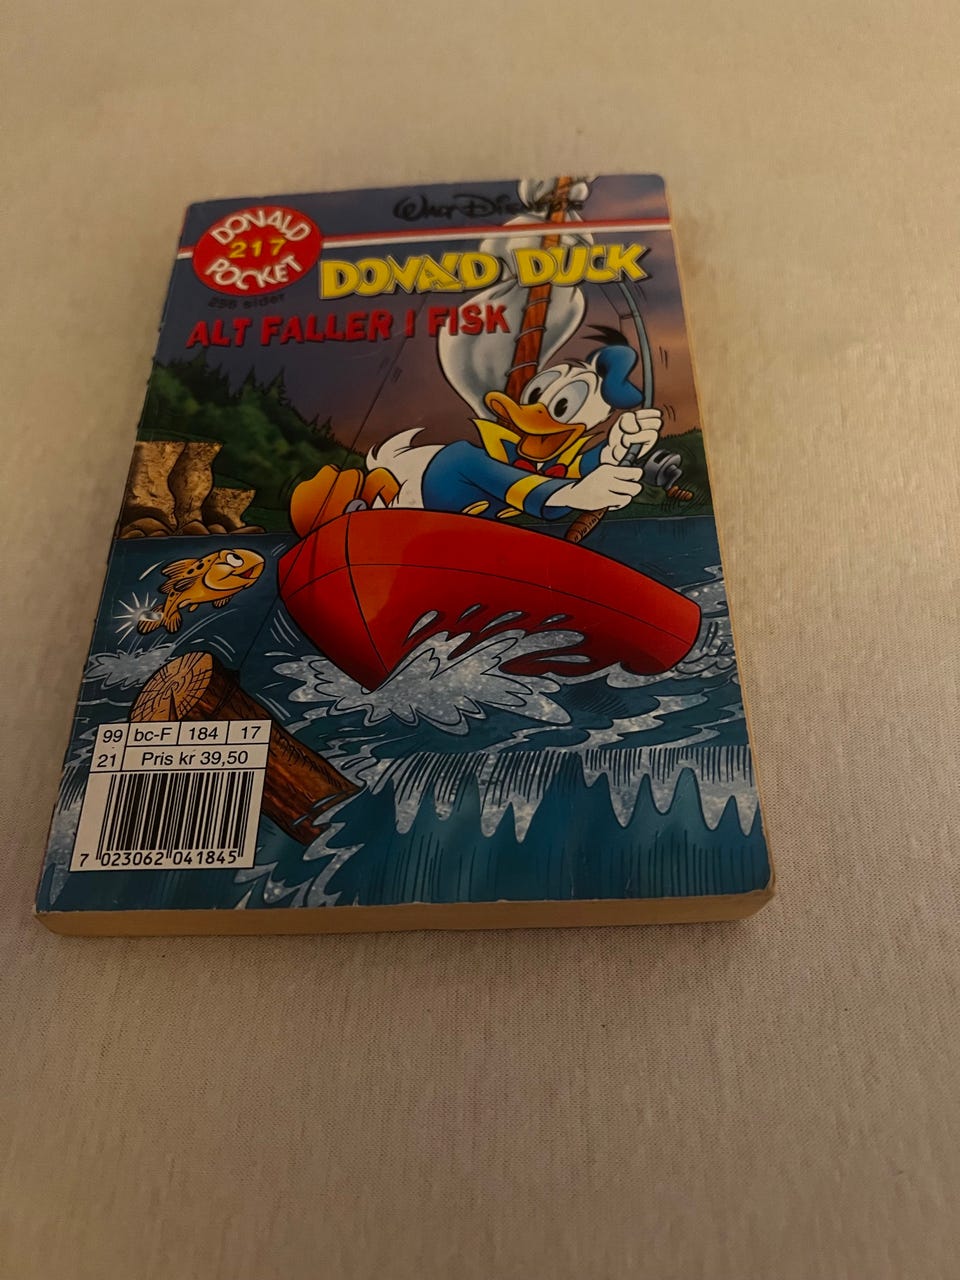 WALT DISNEY'S
DONALD
217
POCKET
256 sider
DONALD DUCK
ALT FALLER I FISK
99 bc-F 184 17
21 Pris kr 39,50
7 023062 041845